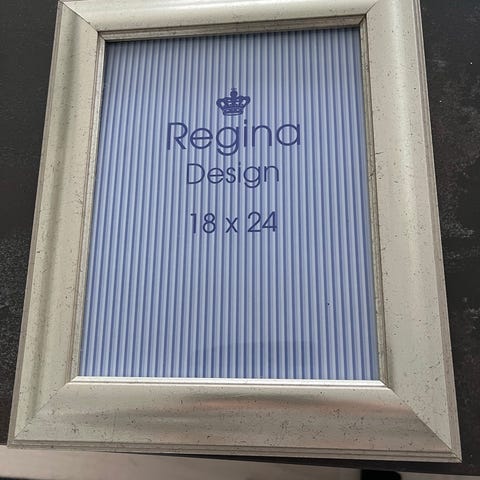 Regina
Design
18 x 24